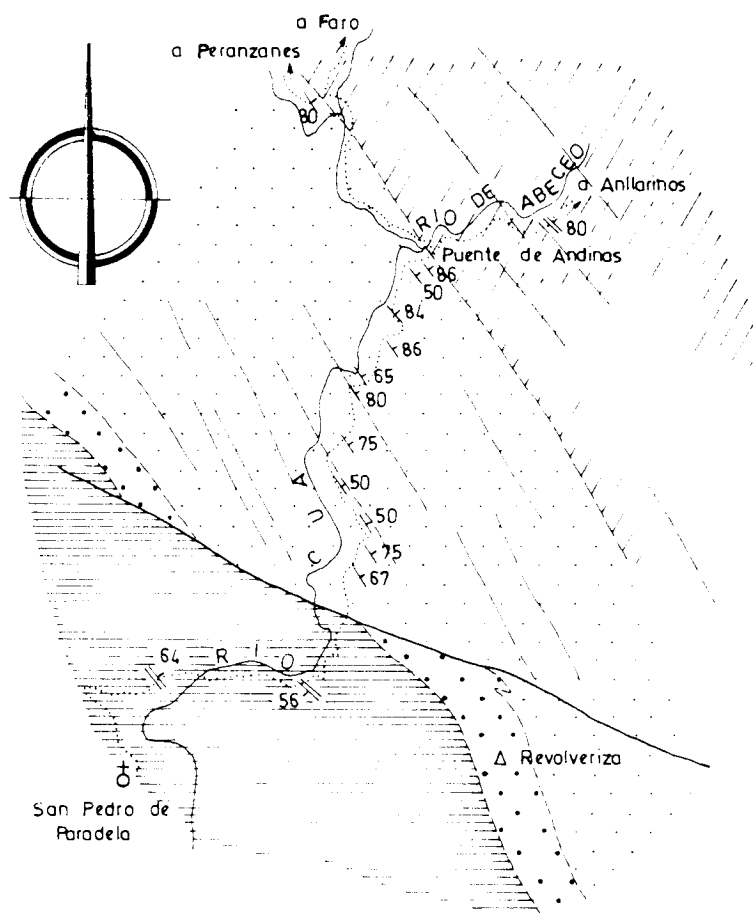 a Faro
a Peranzanes
80
RIO DE ABECEO
a Anllarinos
80
Puente de Andinas
86
50
84
86
65
80
75
50
50
75
67
RIO CUA
64
56
Revolveriza
San Pedro de
Paradela